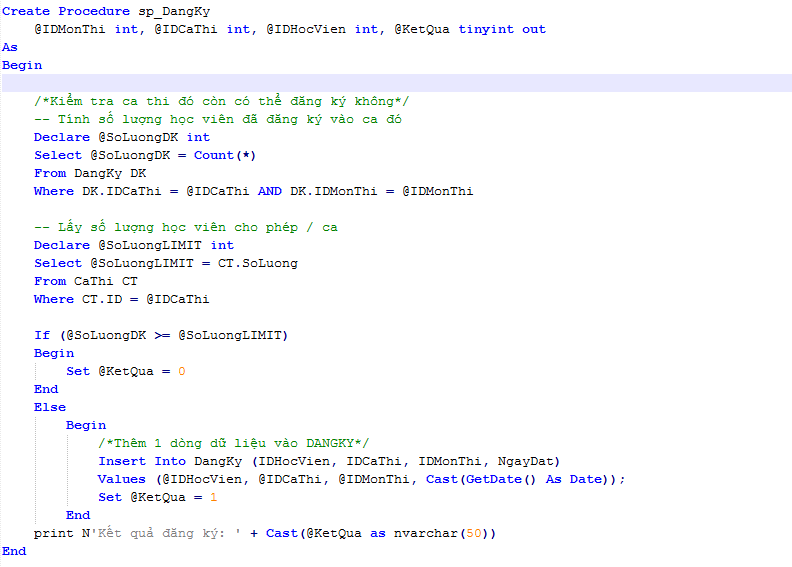 Create Procedure sp_DangKy
@IDMonThi int, @IDCaThi int, @IDHocVien int, @KetQua tinyint out
As
Begin
/*Kiểm tra ca thi đó còn có thể đăng ký không*/
-- Tính số lượng học viên đã đăng ký vào ca đó
Declare @SoLuongDK int
Select @SoLuongDK = Count(*)
From DangKy DK
Where DK.IDCaThi = @IDCaThi AND DK.IDMonThi = @IDMonThi
-- Lấy số lượng học viên cho phép / ca
Declare @SoLuongLIMIT int
Select @SoLuongLIMIT = CT.SoLuong
From CaThi CT
Where CT.ID = @IDCaThi
If (@SoLuongDK >= @SoLuongLIMIT)
Begin
Set @KetQua = 0
End
Else
Begin
/*Thêm 1 dòng dữ liệu vào DANGKY*/
Insert Into DangKy (IDHocVien, IDCaThi, IDMonThi, NgayDat)
Values (@IDHocVien, @IDCaThi, @IDMonThi, Cast(GetDate() As Date));
Set @KetQua = 1
End
print N'Kết quả đăng ký: ' + Cast(@KetQua as nvarchar(50))
End